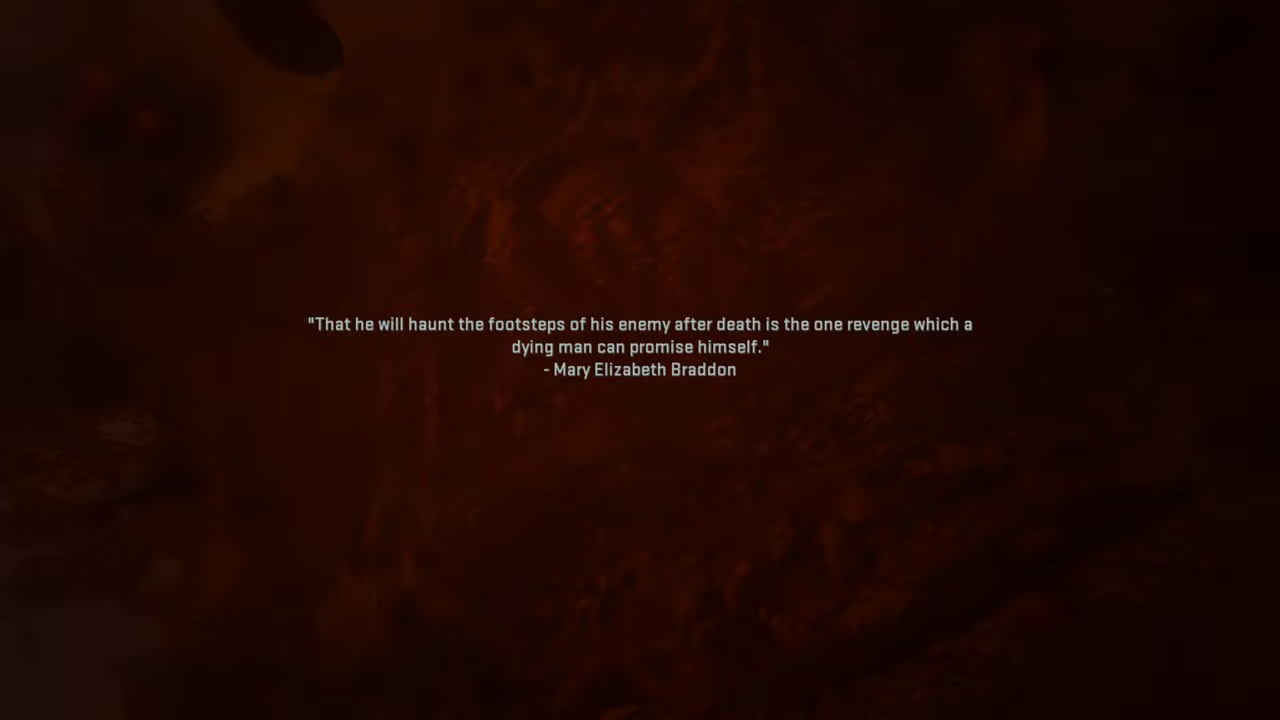 "That he will haunt the footsteps of his enemy after death is the one revenge which a
dying man can promise himself."
- Mary Elizabeth Braddon